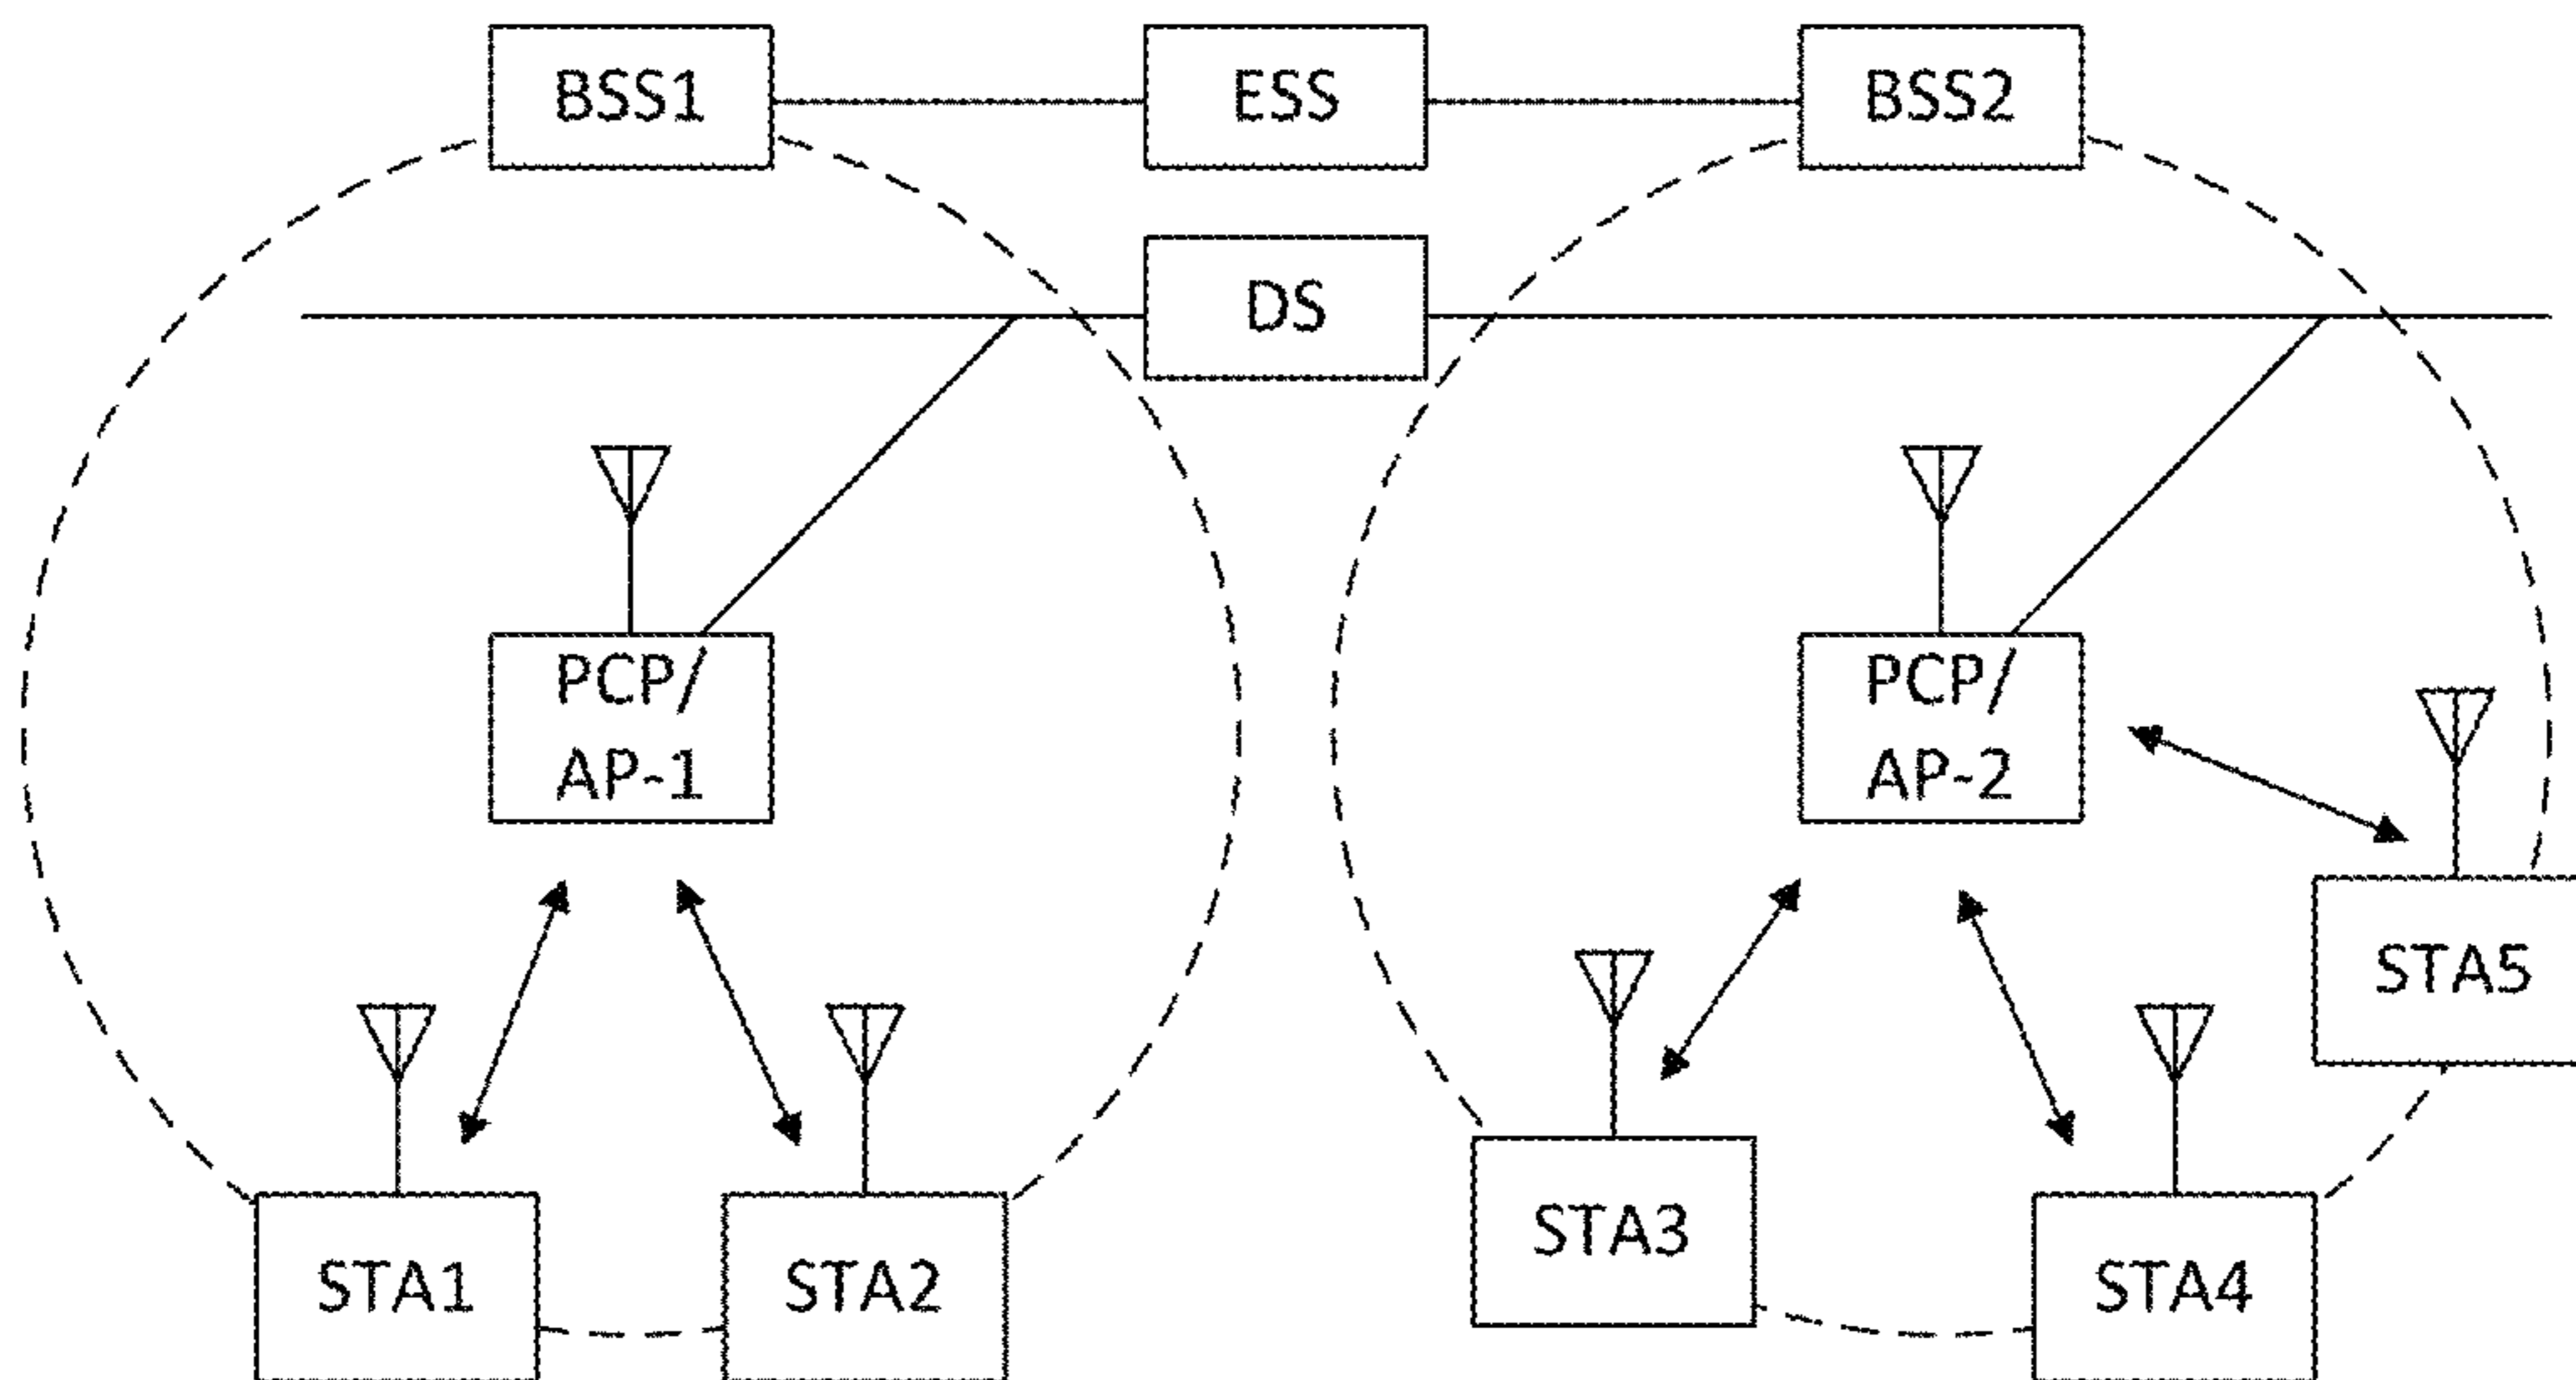 BSS1
ESS
BSS2
DS
PCP/
AP-1
PCP/
AP-2
STA5
STA3
STA1
STA2
STA4